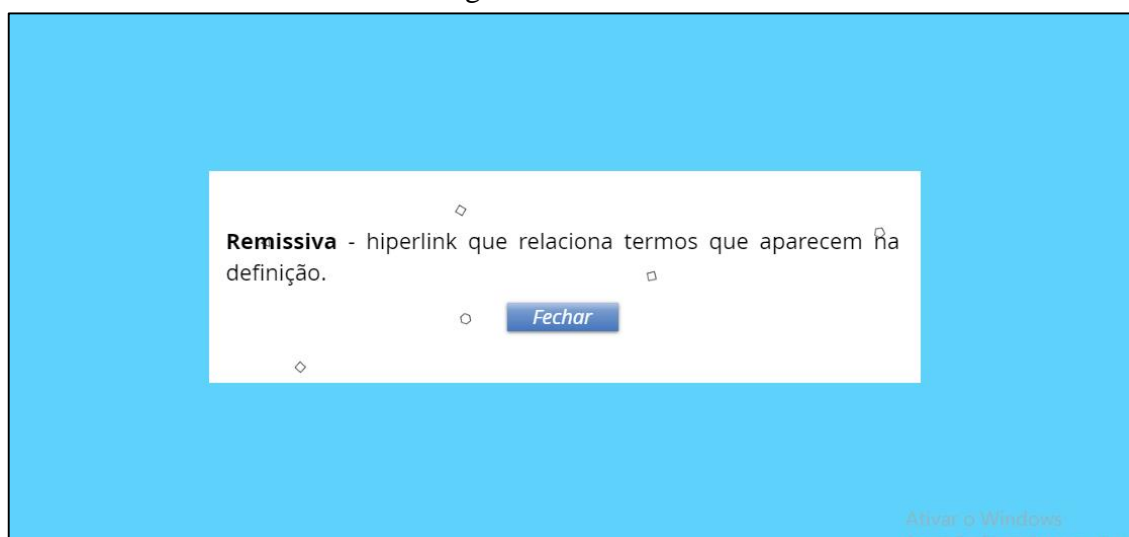 Remissiva - hiperlink que relaciona termos que aparecem na
definição.
Fechar
Ativar o Windows